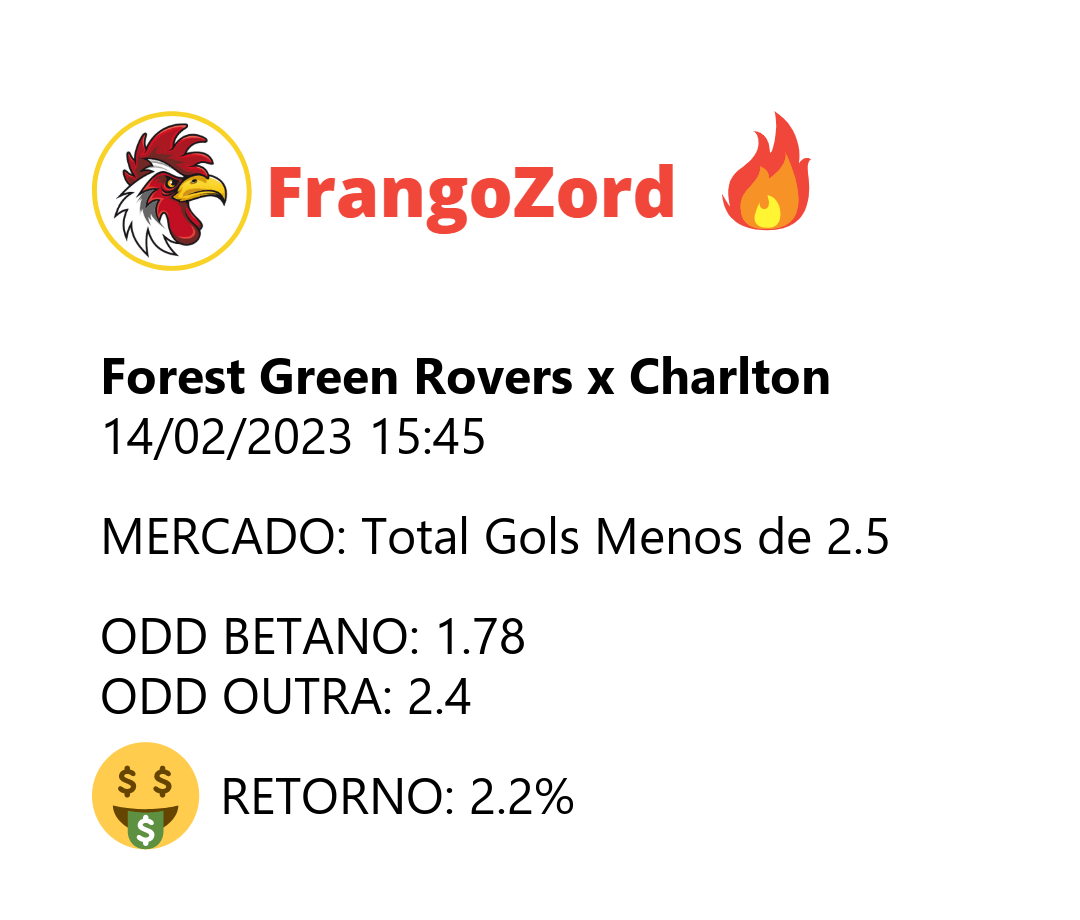 FrangoZord
Forest Green Rovers x Charlton
14/02/2023 15:45
MERCADO: Total Gols Menos de 2.5
ODD BETANO: 1.78
ODD OUTRA: 2.4
RETORNO: 2.2%